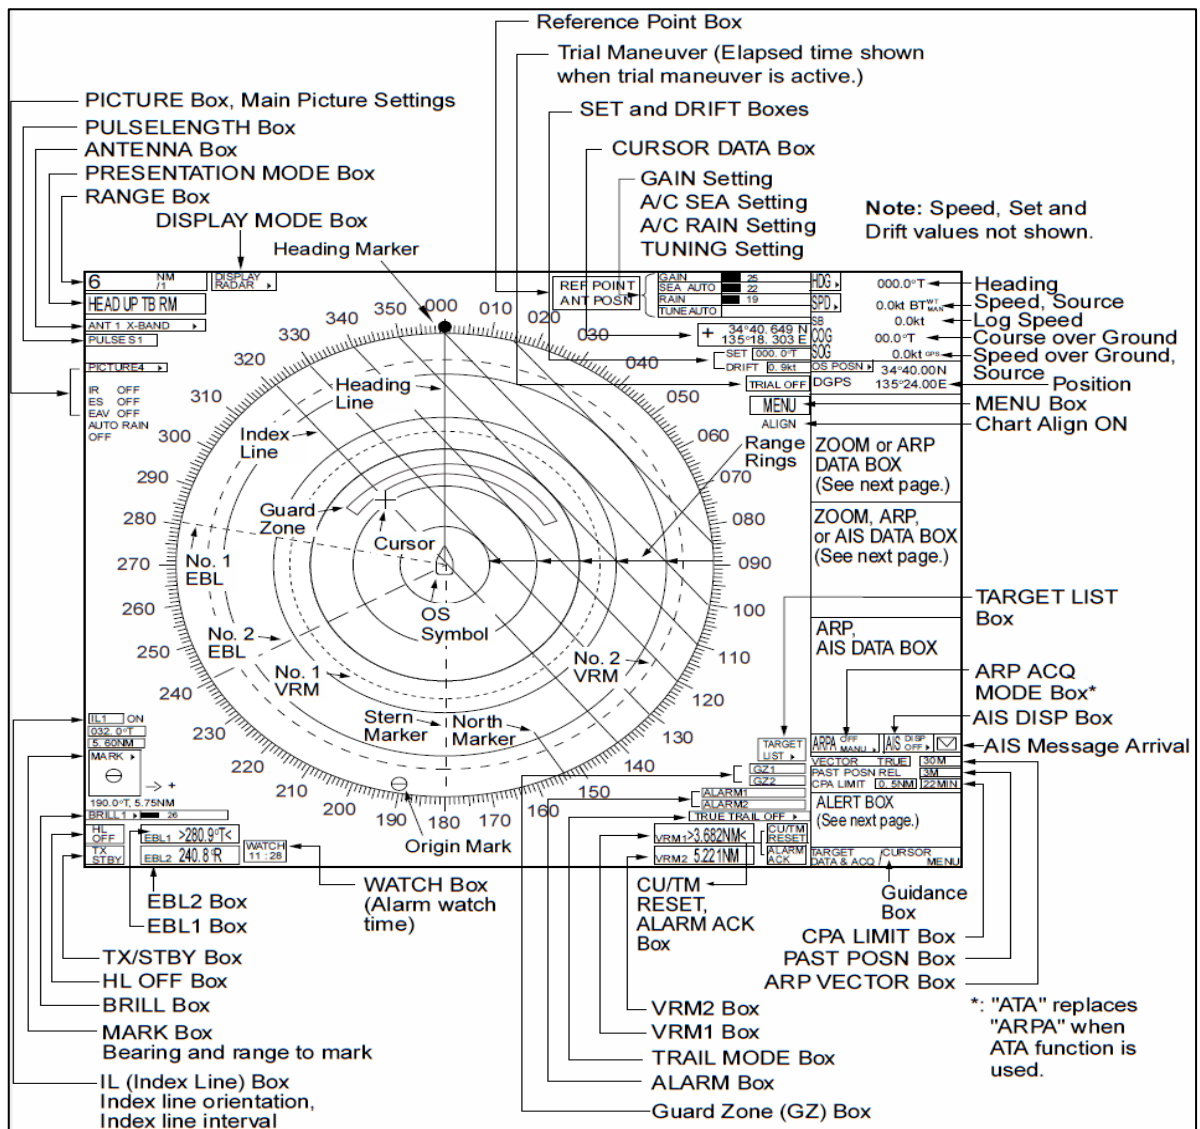 Reference Point Box
Trial Maneuver (Elapsed time shown
when trial maneuver is active.)
SET and DRIFT Boxes
CURSOR DATA Box
GAIN Setting
A/C SEA Setting
A/C RAIN Setting
TUNING Setting
Note: Speed, Set and
Drift values not shown.
PICTURE Box, Main Picture Settings
PULSELENGTH Box
ANTENNA Box
PRESENTATION MODE Box
RANGE Box
DISPLAY MODE Box
Heading Marker
6 NM
/1
DISPLAY
RADAR
HEAD UP TB RM
ANT 1 X-BAND
PULSE S1
PICTURE4
IR OFF
ES OFF
EAV OFF
AUTO RAIN
OFF
REF POINT
ANT POSN
GAIN 25
SEA AUTO 22
RAIN 19
TUNE AUTO
+ 34°40. 649 N
135°18. 303 E
SET 000. 0°T
DRIFT 0. 9kt
TRIAL OFF
MENU
ALIGN
HDG 000.0°T
SPD 0.0kt BT WT
MAN
SB 0.0kt
COG 00.0°T
SOG 0.0kt GPS
OS POSN 34°40.00N
DGPS 135°24.00E
Heading
Speed, Source
Log Speed
Course over Ground
Speed over Ground,
Source
Position
MENU Box
Chart Align ON
000
010
020
030
040
050
060
070
080
090
100
110
120
130
140
150
160
170
180
190
200
210
220
230
240
250
260
270
280
290
300
310
320
330
340
350
Heading
Line
Index
Line
Guard
Zone
Cursor
Range
Rings
No. 1
EBL
OS
Symbol
No. 2
EBL
No. 1
VRM
No. 2
VRM
Stern
Marker
North
Marker
Origin Mark
ZOOM or ARP
DATA BOX
(See next page.)
ZOOM, ARP,
or AIS DATA BOX
(See next page.)
ARP,
AIS DATA BOX
TARGET LIST
Box
ARP ACQ
MODE Box*
AIS DISP Box
AIS Message Arrival
IL1 ON
032. 0°T
5. 60NM
MARK
+
190.0°T, 5.75NM
BRILL1 26
HL
OFF
TX
STBY
EBL1 >280.9°T<
EBL2 240.8°R
WATCH
11 : 28
TARGET
LIST
GZ1
GZ2
ALARM1
ALARM2
TRUE TRAIL OFF
VRM1 >3.682NM<
VRM2 5.221NM
CU/TM
RESET
ALARM
ACK
ARPA OFF
MANU
AIS DISP
OFF
VECTOR TRUE 30M
PAST POSN REL 3M
CPA LIMIT 0. 5NM 22MIN
ALERT BOX
(See next page.)
TARGET
DATA & ACQ /CURSOR
MENU
EBL2 Box
EBL1 Box
TX/STBY Box
HL OFF Box
BRILL Box
MARK Box
Bearing and range to mark
IL (Index Line) Box
Index line orientation,
Index line interval
WATCH Box
(Alarm watch
time)
CU/TM
RESET,
ALARM ACK
Box
Guidance
Box
CPA LIMIT Box
PAST POSN Box
ARP VECTOR Box
VRM2 Box
VRM1 Box
TRAIL MODE Box
ALARM Box
Guard Zone (GZ) Box
*: "ATA" replaces
"ARPA" when
ATA function is
used.